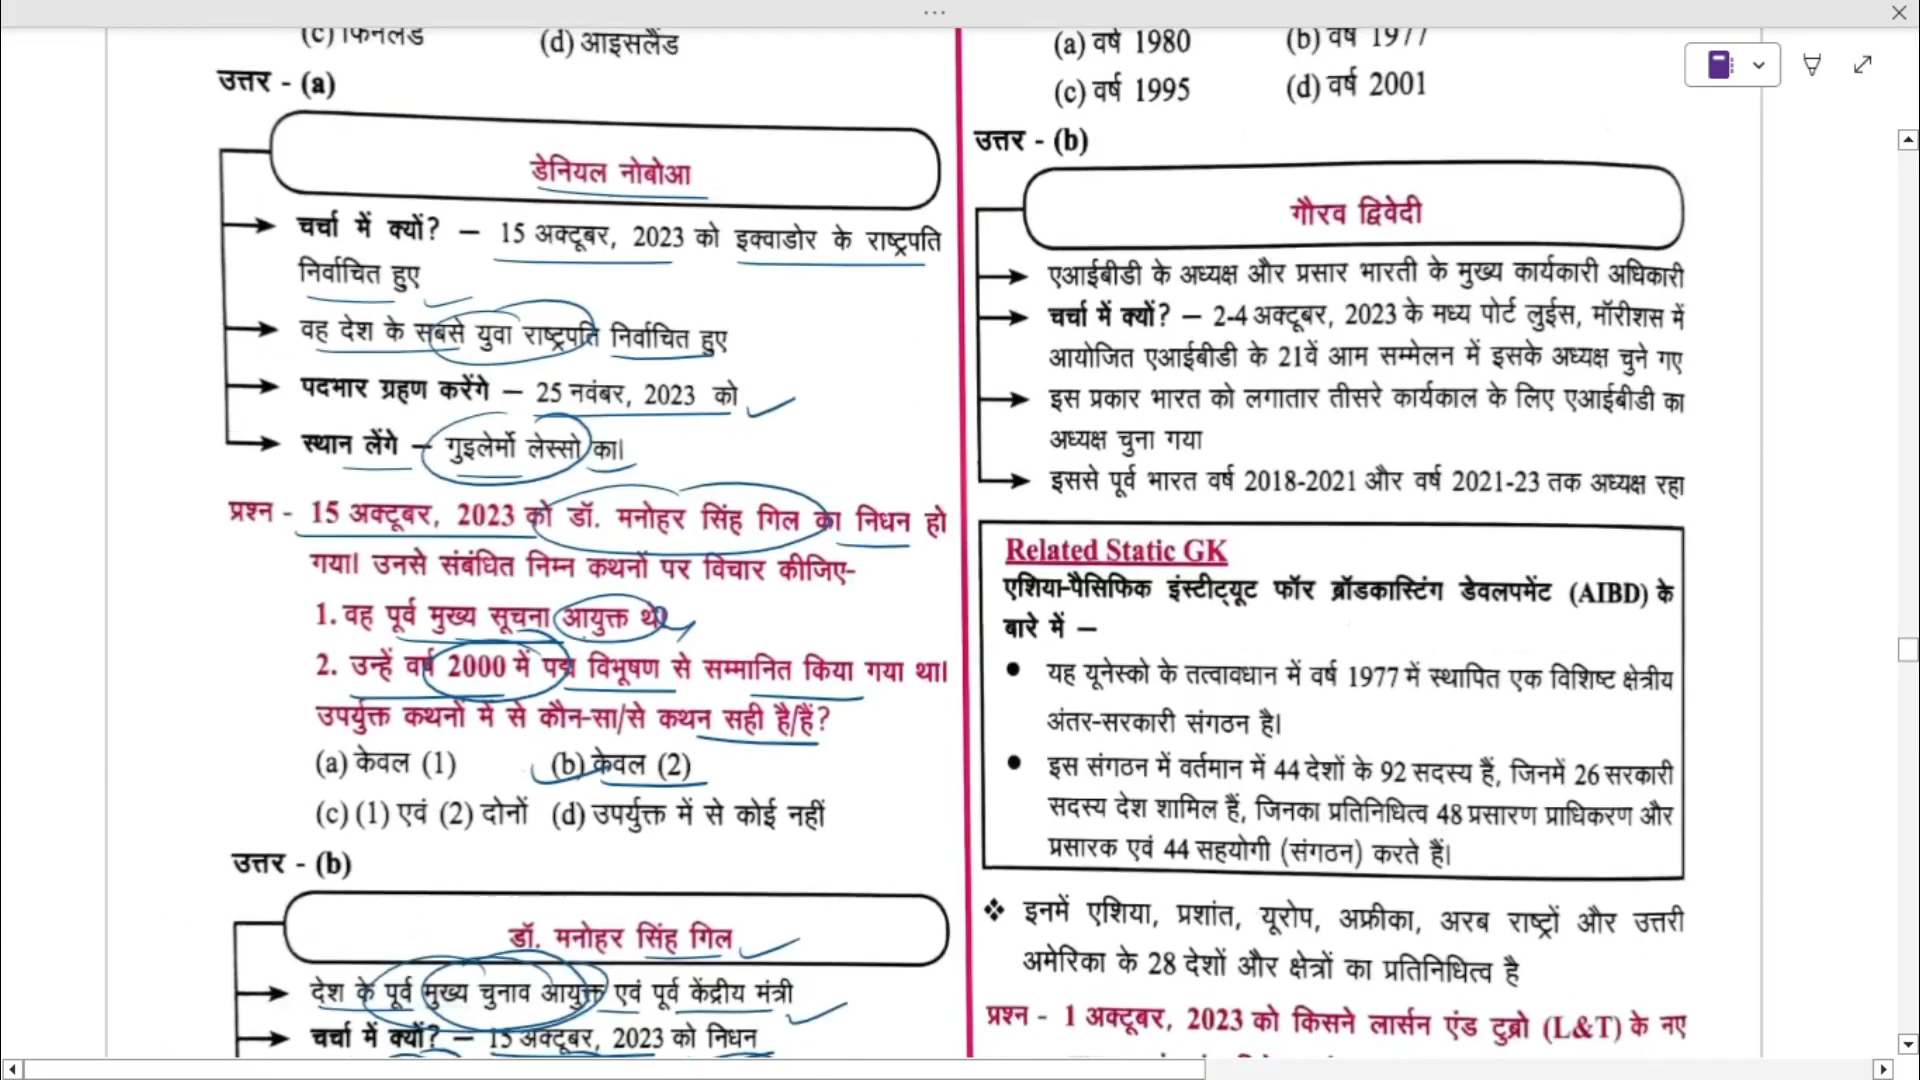 (c) फिनलैंड (d) आइसलैंड
उत्तर - (a)
डेनियल नोबोआ
चर्चा में क्यों? – 15 अक्टूबर, 2023 को इक्वाडोर के राष्ट्रपति
निर्वाचित हुए
वह देश के सबसे युवा राष्ट्रपति निर्वाचित हुए
पदभार ग्रहण करेंगे – 25 नवंबर, 2023 को
स्थान लेंगे – गुइलेर्मो लेस्सो का।
प्रश्न - 15 अक्टूबर, 2023 को डॉ. मनोहर सिंह गिल का निधन हो
गया। उनसे संबंधित निम्न कथनों पर विचार कीजिए-
1. वह पूर्व मुख्य सूचना आयुक्त थे।
2. उन्हें वर्ष 2000 में पद्म विभूषण से सम्मानित किया गया था।
उपर्युक्त कथनों में से कौन-सा/से कथन सही है/हैं?
(a) केवल (1) (b) केवल (2)
(c) (1) एवं (2) दोनों (d) उपर्युक्त में से कोई नहीं
उत्तर - (b)
डॉ. मनोहर सिंह गिल
देश के पूर्व मुख्य चुनाव आयुक्त एवं पूर्व केंद्रीय मंत्री
चर्चा में क्यों? – 15 अक्टूबर, 2023 को निधन
(a) वर्ष 1980 (b) वर्ष 1977
(c) वर्ष 1995 (d) वर्ष 2001
उत्तर - (b)
गौरव द्विवेदी
एआईबीडी के अध्यक्ष और प्रसार भारती के मुख्य कार्यकारी अधिकारी
चर्चा में क्यों? – 2-4 अक्टूबर, 2023 के मध्य पोर्ट लुईस, मॉरीशस में
आयोजित एआईबीडी के 21वें आम सम्मेलन में इसके अध्यक्ष चुने गए
इस प्रकार भारत को लगातार तीसरे कार्यकाल के लिए एआईबीडी का
अध्यक्ष चुना गया
इससे पूर्व भारत वर्ष 2018-2021 और वर्ष 2021-23 तक अध्यक्ष रहा
Related Static GK
एशिया-पैसिफिक इंस्टीट्यूट फॉर ब्रॉडकास्टिंग डेवलपमेंट (AIBD) के
बारे में –
• यह यूनेस्को के तत्वावधान में वर्ष 1977 में स्थापित एक विशिष्ट क्षेत्रीय
अंतर-सरकारी संगठन है।
• इस संगठन में वर्तमान में 44 देशों के 92 सदस्य हैं, जिनमें 26 सरकारी
सदस्य देश शामिल हैं, जिनका प्रतिनिधित्व 48 प्रसारण प्राधिकरण और
प्रसारक एवं 44 सहयोगी (संगठन) करते हैं।
❖ इनमें एशिया, प्रशांत, यूरोप, अफ्रीका, अरब राष्ट्रों और उत्तरी
अमेरिका के 28 देशों और क्षेत्रों का प्रतिनिधित्व है
प्रश्न - 1 अक्टूबर, 2023 को किसने लार्सन एंड टुब्रो (L&T) के नए